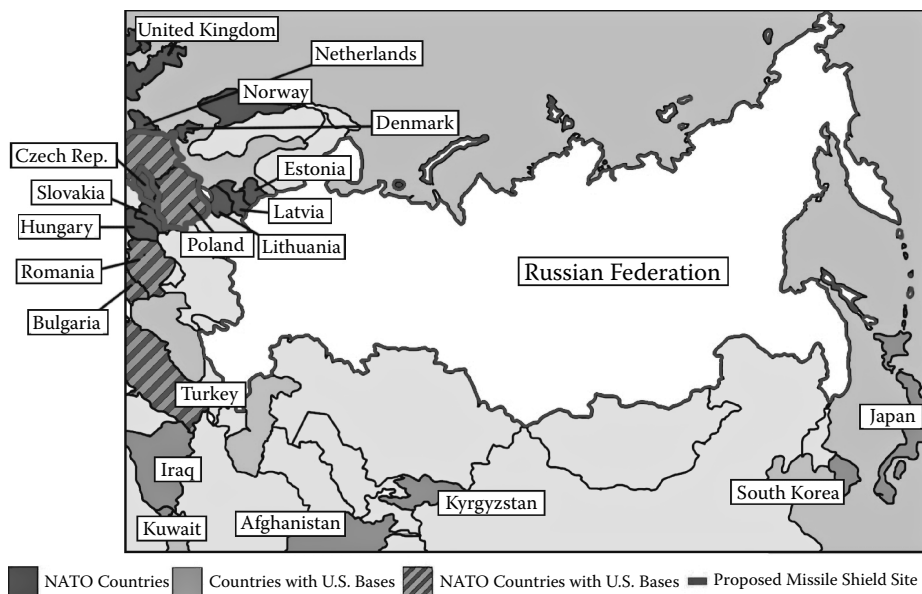 United Kingdom
Netherlands
Norway
Denmark
Czech Rep.
Estonia
Slovakia
Latvia
Hungary
Poland
Lithuania
Romania
Russian Federation
Bulgaria
Turkey
Japan
Iraq
South Korea
Kyrgyzstan
Kuwait
Afghanistan
NATO Countries
Countries with U.S. Bases
NATO Countries with U.S. Bases
Proposed Missile Shield Site